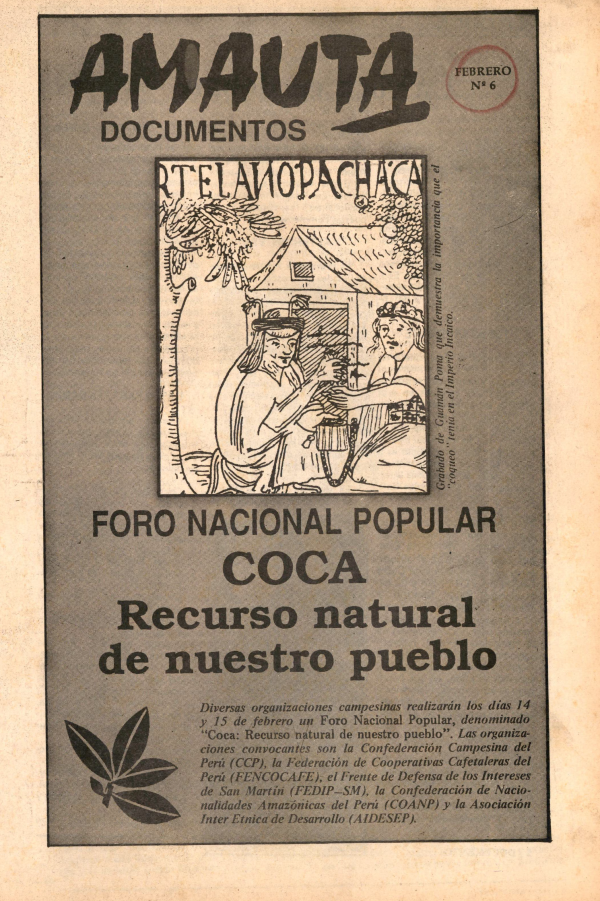 AMAUTA
DOCUMENTOS
FEBRERO
Nº 6
RTELANOPACHACA
Grabado de Guamán Poma que demuestra la importancia que el
"coqueo" tenía en el Imperio Incaico.
FORO NACIONAL POPULAR
COCA
Recurso natural
de nuestro pueblo
Diversas organizaciones campesinas realizarán los días 14
y 15 de febrero un Foro Nacional Popular, denominado
"Coca: Recurso natural de nuestro pueblo". Las organiza-
ciones convocantes son la Confederación Campesina del
Perú (CCP), la Federación de Cooperativas Cafetaleras del
Perú (FENCOCAFE), el Frente de Defensa de los Intereses
de San Martín (FEDIP–SM), la Confederación de Nacio-
nalidades Amazónicas del Perú (COANP) y la Asociación
Inter Etnica de Desarrollo (AIDESEP).